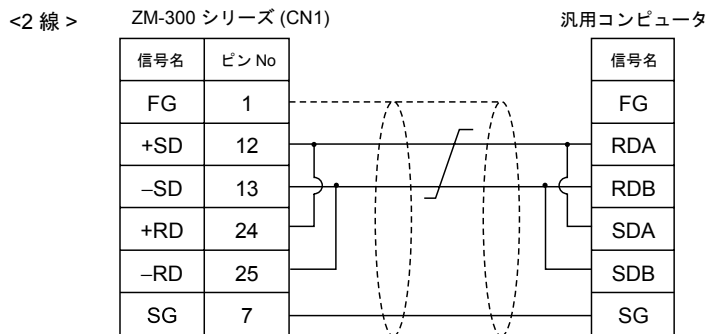 <2 線 > ZM-300 シリーズ (CN1) 汎用コンピュータ
信号名 ピン No 信号名
FG 1 FG
+SD 12 RDA
−SD 13 RDB
+RD 24 SDA
−RD 25 SDB
SG 7 SG